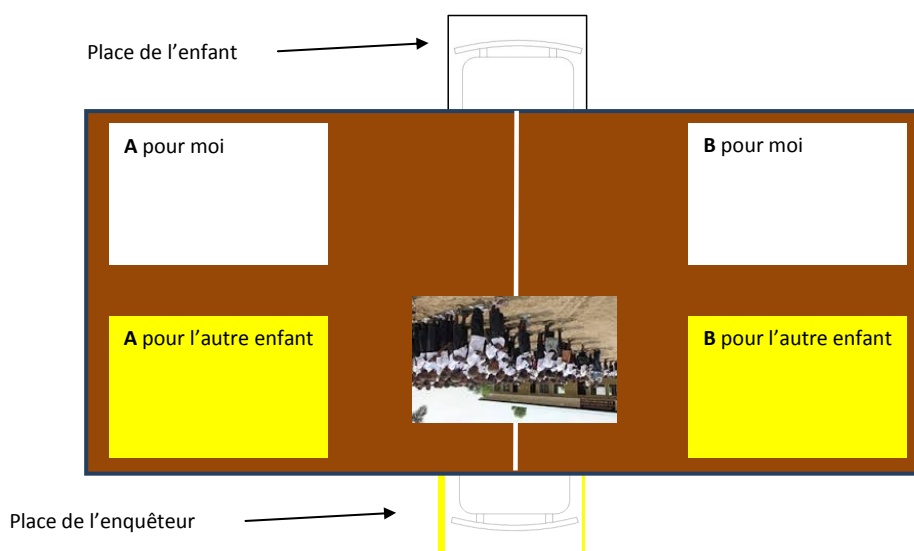 Place de l’enfant
A pour moi
B pour moi
A pour l’autre enfant
B pour l’autre enfant
Place de l’enquêteur